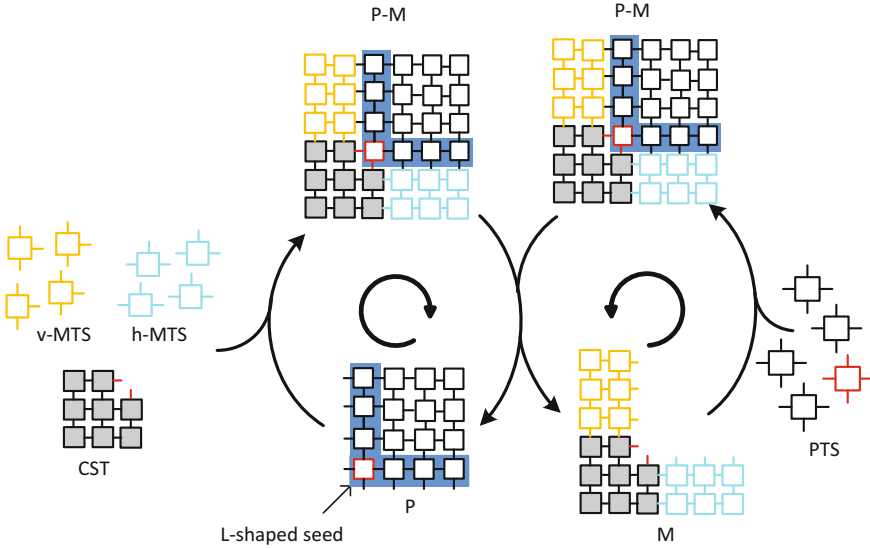 P-M
P-M
v-MTS
h-MTS
CST
PTS
P
M
L-shaped seed